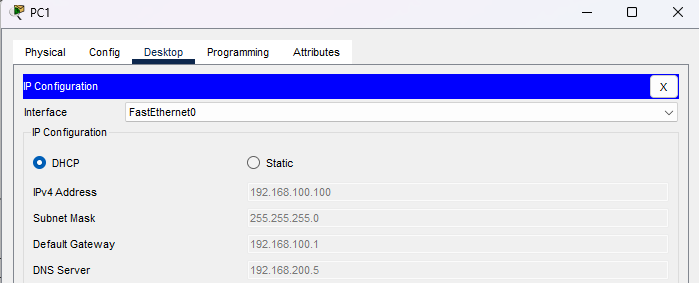 PC1
Physical Config Desktop Programming Attributes
IP Configuration X
Interface FastEthernet0
IP Configuration
DHCP Static
IPv4 Address 192.168.100.100
Subnet Mask 255.255.255.0
Default Gateway 192.168.100.1
DNS Server 192.168.200.5